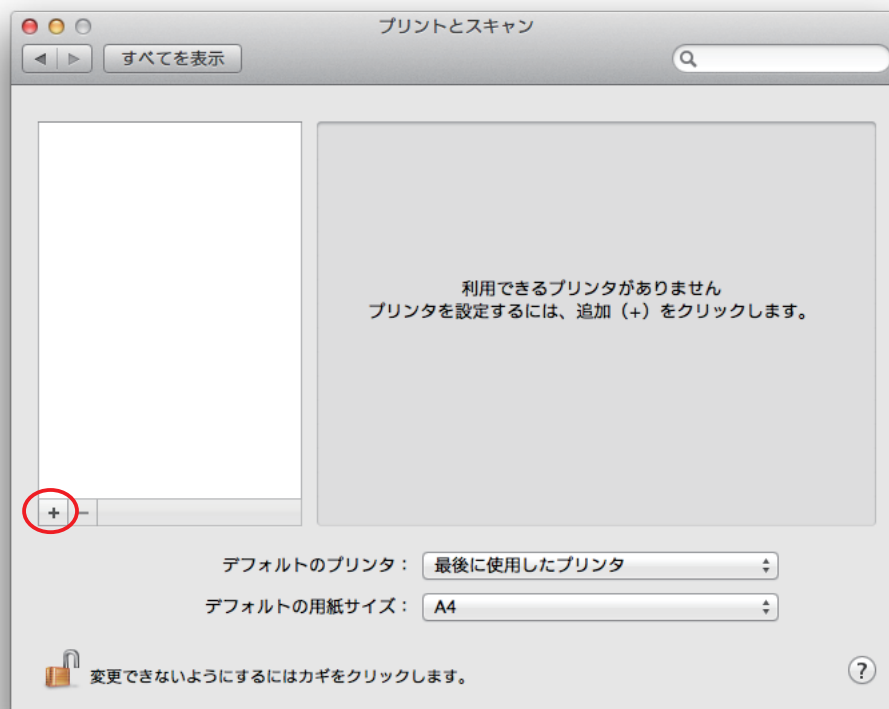 プリントとスキャン
すべてを表示
利用できるプリンタがありません
プリンタを設定するには、追加（+）をクリックします。
+ −
デフォルトのプリンタ： 最後に使用したプリンタ
デフォルトの用紙サイズ： A4
変更できないようにするにはカギをクリックします。 ?